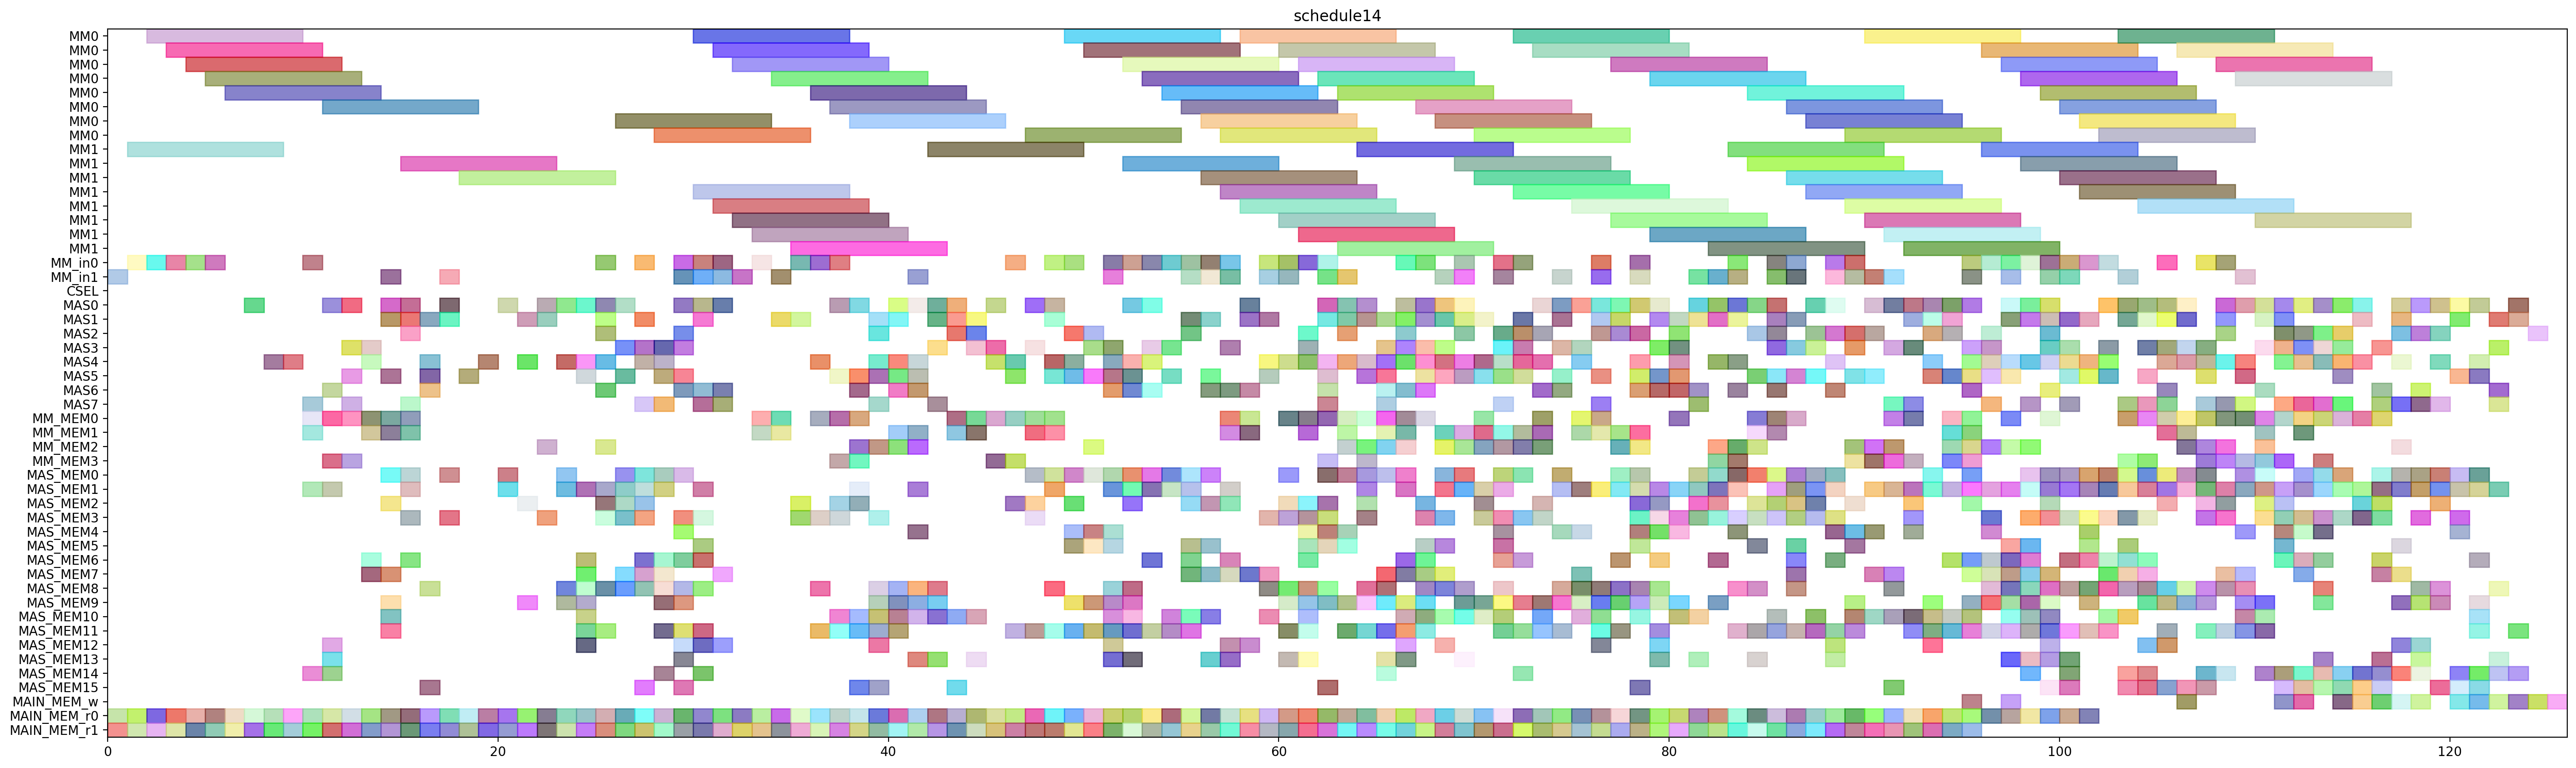 schedule14
MM0
MM0
MM0
MM0
MM0
MM0
MM0
MM0
MM1
MM1
MM1
MM1
MM1
MM1
MM1
MM1
MM_in0
MM_in1
CSEL
MAS0
MAS1
MAS2
MAS3
MAS4
MAS5
MAS6
MAS7
MM_MEM0
MM_MEM1
MM_MEM2
MM_MEM3
MAS_MEM0
MAS_MEM1
MAS_MEM2
MAS_MEM3
MAS_MEM4
MAS_MEM5
MAS_MEM6
MAS_MEM7
MAS_MEM8
MAS_MEM9
MAS_MEM10
MAS_MEM11
MAS_MEM12
MAS_MEM13
MAS_MEM14
MAS_MEM15
MAIN_MEM_w
MAIN_MEM_r0
MAIN_MEM_r1
0 20 40 60 80 100 120